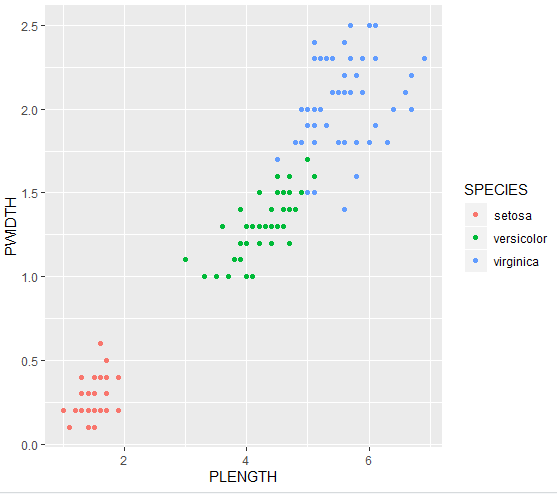 2.5
2.0
1.5
1.0
0.5
0.0
PWIDTH
2 4 6
PLENGTH
SPECIES
setosa
versicolor
virginica